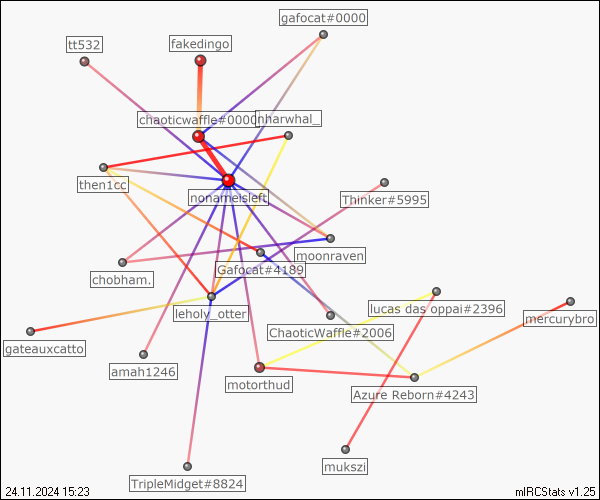 gafocat#0000
tt532
fakedingo
chaoticwaffle#0000
nharwhal_
then1cc
nonameisleft
Thinker#5995
moonraven
chobham.
Gafocat#4189
leholy_otter
lucas das oppai#2396
mercurybro
ChaoticWaffle#2006
gateauxcatto
amah1246
motorthud
Azure Reborn#4243
mukszi
TripleMidget#8824
24.11.2024 15:23
mIRCStats v1.25